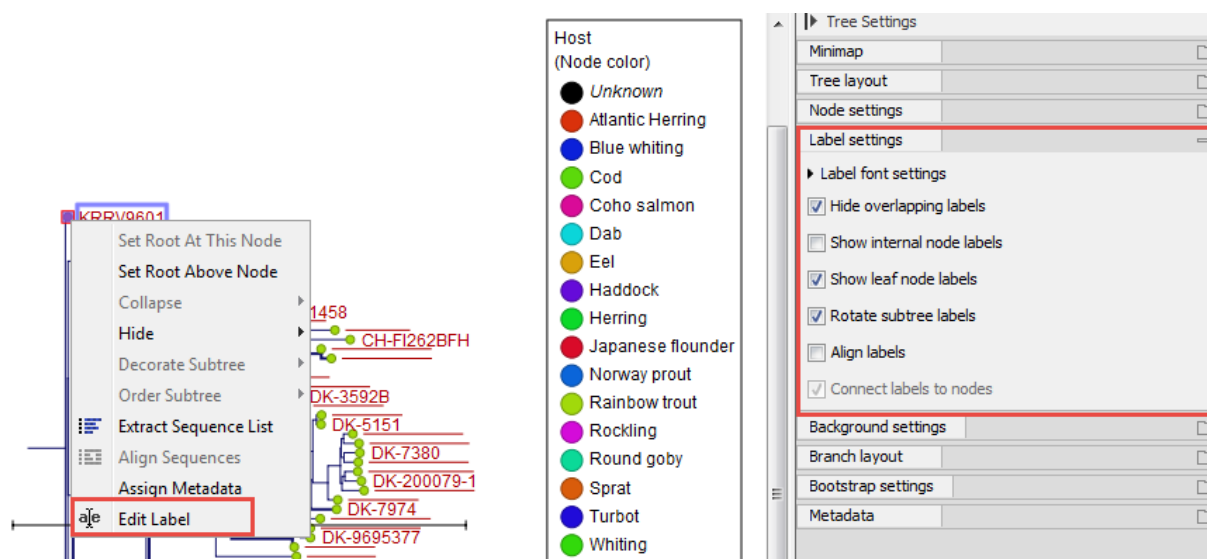 KRRV9601
Set Root At This Node
Set Root Above Node
Collapse
Hide
Decorate Subtree
Order Subtree
Extract Sequence List
Align Sequences
Assign Metadata
Edit Label
1458
CH-FI262BFH
DK-3592B
DK-5151
DK-7380
DK-200079-1
DK-7974
DK-9695377
Host
(Node color)
Unknown
Atlantic Herring
Blue whiting
Cod
Coho salmon
Dab
Eel
Haddock
Herring
Japanese flounder
Norway prout
Rainbow trout
Rockling
Round goby
Sprat
Turbot
Whiting
Tree Settings
Minimap
Tree layout
Node settings
Label settings
Label font settings
Hide overlapping labels
Show internal node labels
Show leaf node labels
Rotate subtree labels
Align labels
Connect labels to nodes
Background settings
Branch layout
Bootstrap settings
Metadata